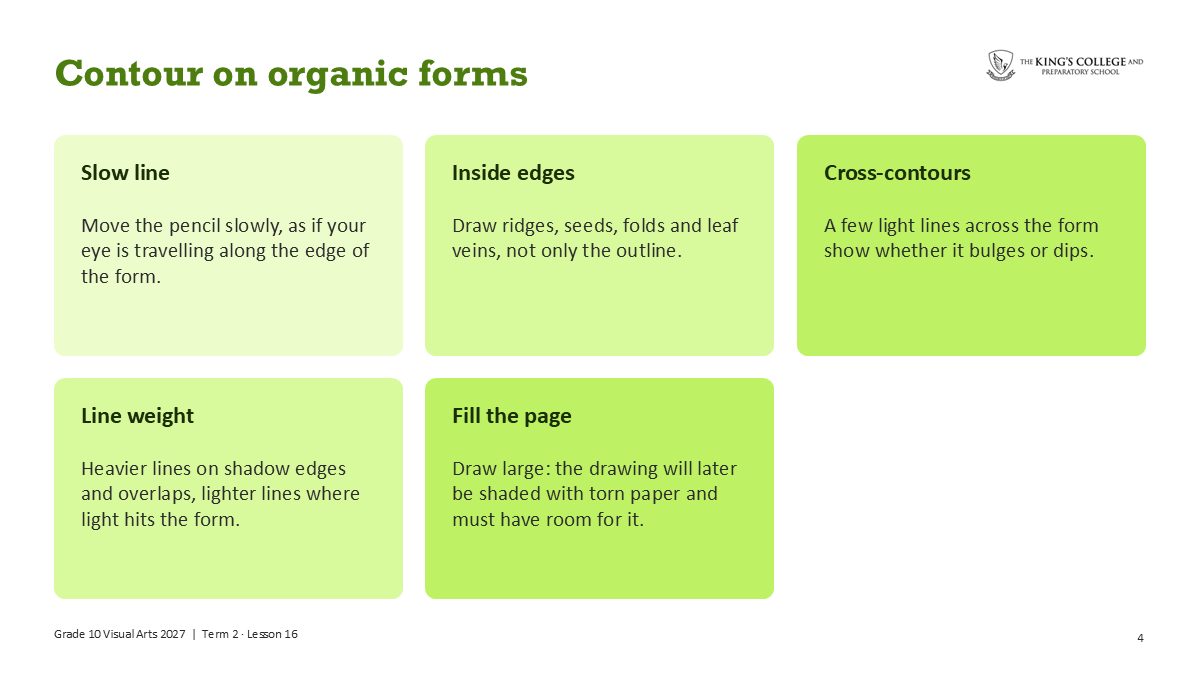 Contour on organic forms
THE KING'S COLLEGE AND
PREPARATORY SCHOOL
Slow line
Move the pencil slowly, as if your
eye is travelling along the edge of
the form.
Inside edges
Draw ridges, seeds, folds and leaf
veins, not only the outline.
Cross-contours
A few light lines across the form
show whether it bulges or dips.
Line weight
Heavier lines on shadow edges
and overlaps, lighter lines where
light hits the form.
Fill the page
Draw large: the drawing will later
be shaded with torn paper and
must have room for it.
Grade 10 Visual Arts 2027 | Term 2 · Lesson 16
4